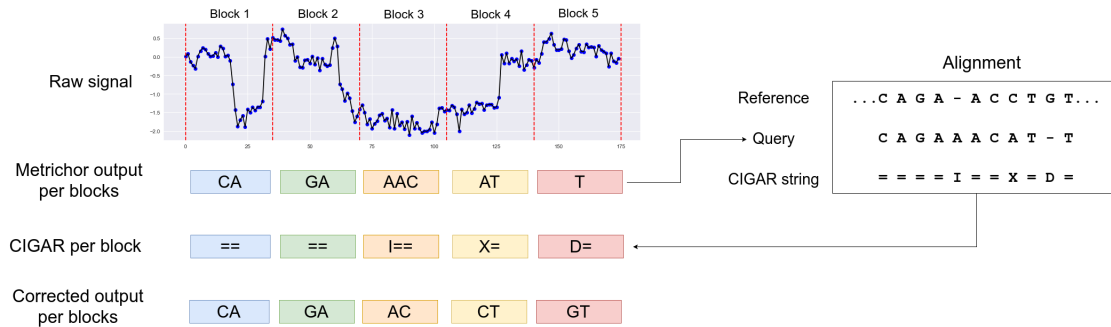 Block 1 Block 2 Block 3 Block 4 Block 5
Raw signal
0.5
0.0
-0.5
-1.0
-1.5
-2.0
0 25 50 75 100 125 150 175
Metrichor output
per blocks
CA GA AAC AT T
CIGAR per block
== == I== X= D=
Corrected output
per blocks
CA GA AC CT GT
Alignment
Reference ...C A G A - A C C T G T...
Query C A G A A A C A T - T
CIGAR string = = = = I = = X = D =